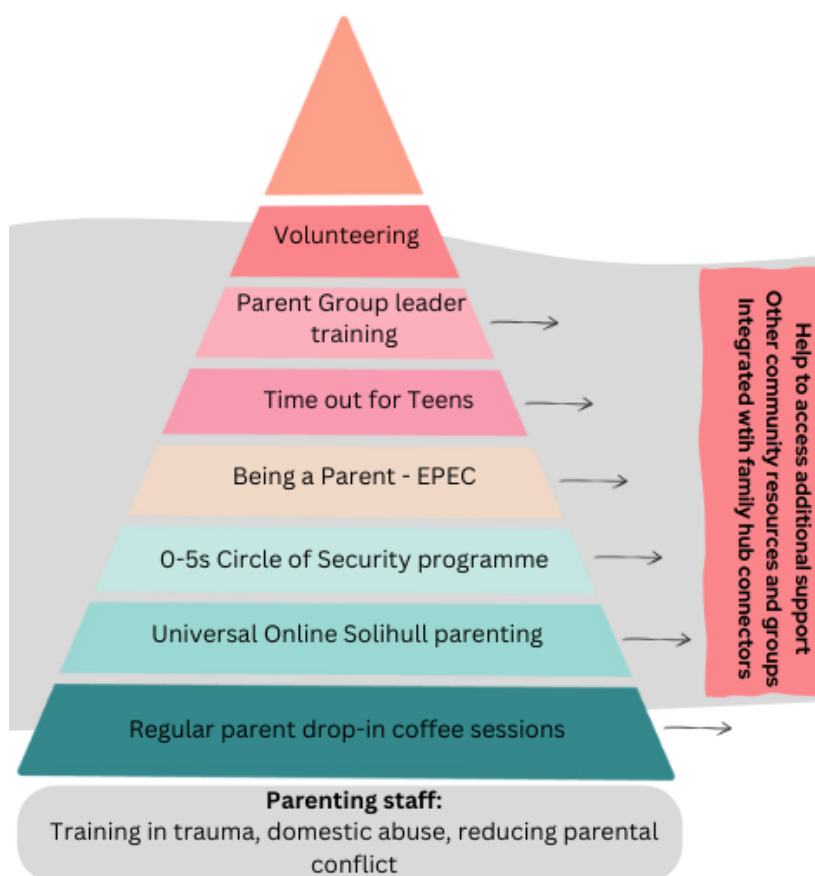 Volunteering
Parent Group leader
training
Time out for Teens
Being a Parent - EPEC
0-5s Circle of Security programme
Universal Online Solihull parenting
Regular parent drop-in coffee sessions
Parenting staff:
Training in trauma, domestic abuse, reducing parental
conflict
Help to access additional support
Other community resources and groups
Integrated wtih family hub connectors